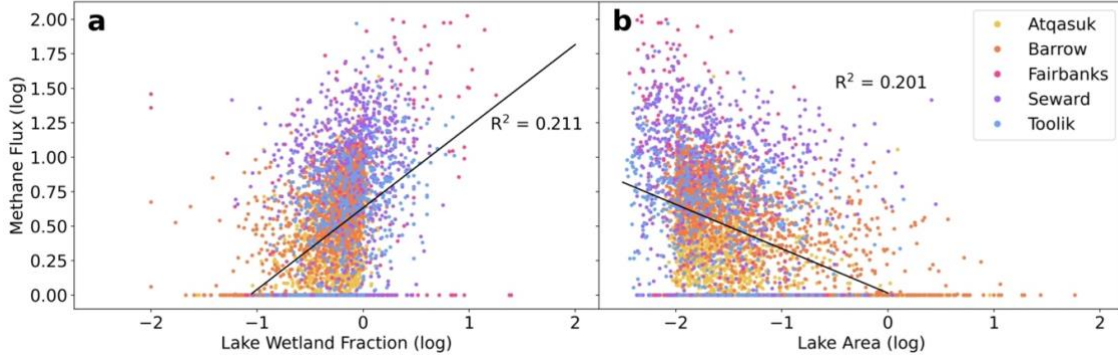 a
b
2.00
1.75
1.50
1.25
1.00
0.75
0.50
0.25
0.00
Methane Flux (log)
R² = 0.211
R² = 0.201
Atqasuk
Barrow
Fairbanks
Seward
Toolik
−2
−1
0
1
2
−2
−1
0
1
2
Lake Wetland Fraction (log)
Lake Area (log)